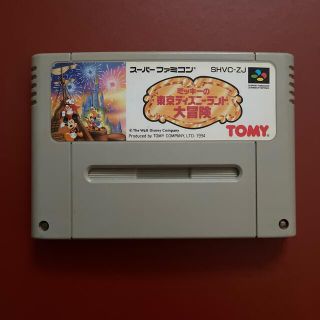 スーパーファミコン SHVC-ZJ
ミッキーの
東京ディズニーランド
大冒険
© The Walt Disney Company
Produced by TOMY COMPANY, LTD. 1994
TOMY